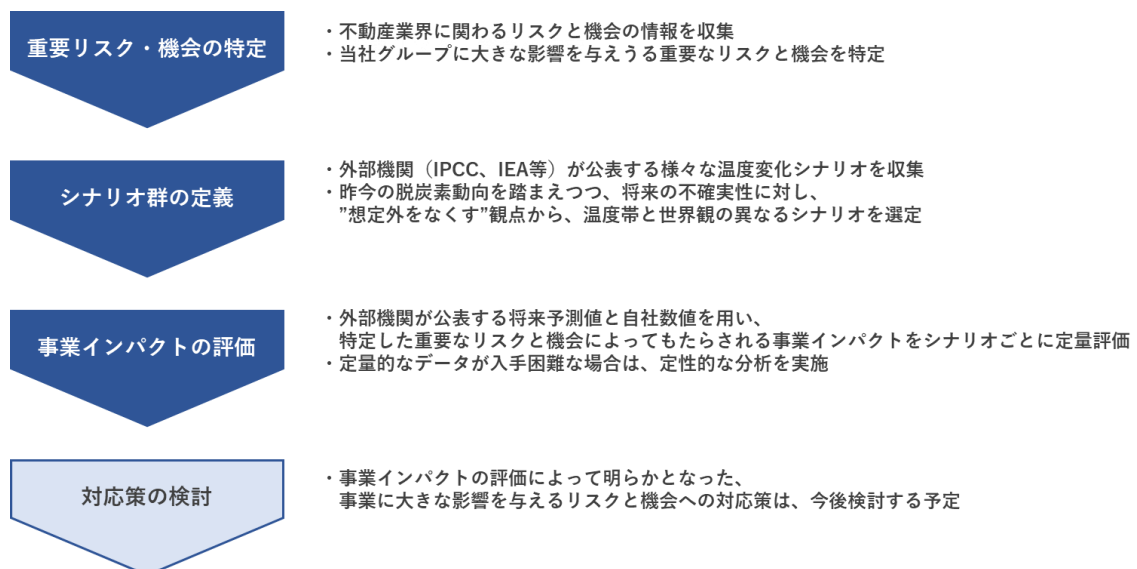 重要リスク・機会の特定
・不動産業界に関わるリスクと機会の情報を収集
・当社グループに大きな影響を与えうる重要なリスクと機会を特定
シナリオ群の定義
・外部機関（IPCC、IEA等）が公表する様々な温度変化シナリオを収集
・昨今の脱炭素動向を踏まえつつ、将来の不確実性に対し、
”想定外をなくす”観点から、温度帯と世界観の異なるシナリオを選定
事業インパクトの評価
・外部機関が公表する将来予測値と自社数値を用い、
特定した重要なリスクと機会によってもたらされる事業インパクトをシナリオごとに定量評価
・定量的なデータが入手困難な場合は、定性的な分析を実施
対応策の検討
・事業インパクトの評価によって明らかとなった、
事業に大きな影響を与えるリスクと機会への対応策は、今後検討する予定